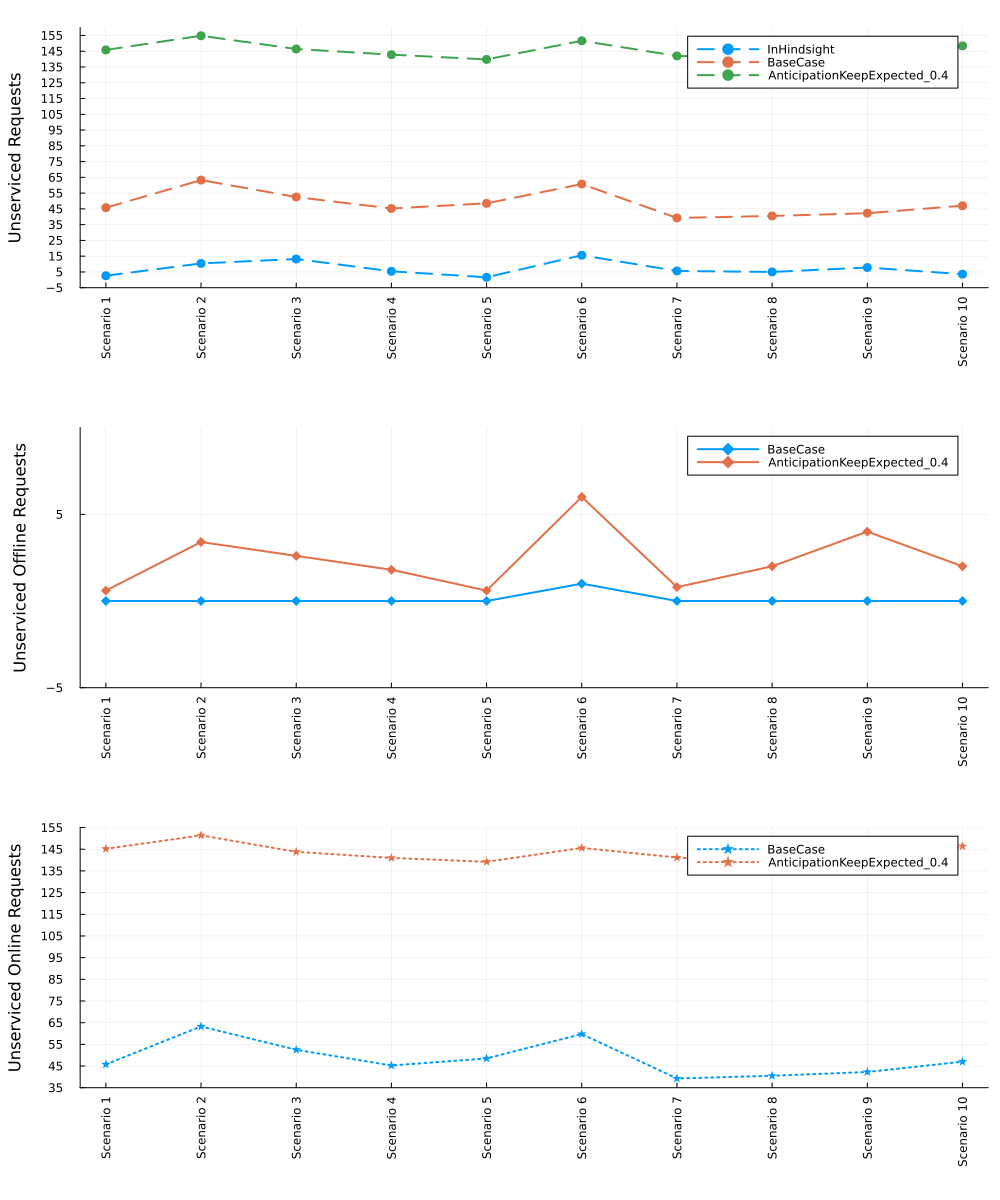 Unserviced Requests
155
145
135
125
115
105
95
85
75
65
55
45
35
25
15
5
−5
InHindsight
BaseCase
AnticipationKeepExpected_0.4
Scenario 1
Scenario 2
Scenario 3
Scenario 4
Scenario 5
Scenario 6
Scenario 7
Scenario 8
Scenario 9
Scenario 10
Unserviced Offline Requests
5
−5
BaseCase
AnticipationKeepExpected_0.4
Scenario 1
Scenario 2
Scenario 3
Scenario 4
Scenario 5
Scenario 6
Scenario 7
Scenario 8
Scenario 9
Scenario 10
Unserviced Online Requests
155
145
135
125
115
105
95
85
75
65
55
45
35
BaseCase
AnticipationKeepExpected_0.4
Scenario 1
Scenario 2
Scenario 3
Scenario 4
Scenario 5
Scenario 6
Scenario 7
Scenario 8
Scenario 9
Scenario 10